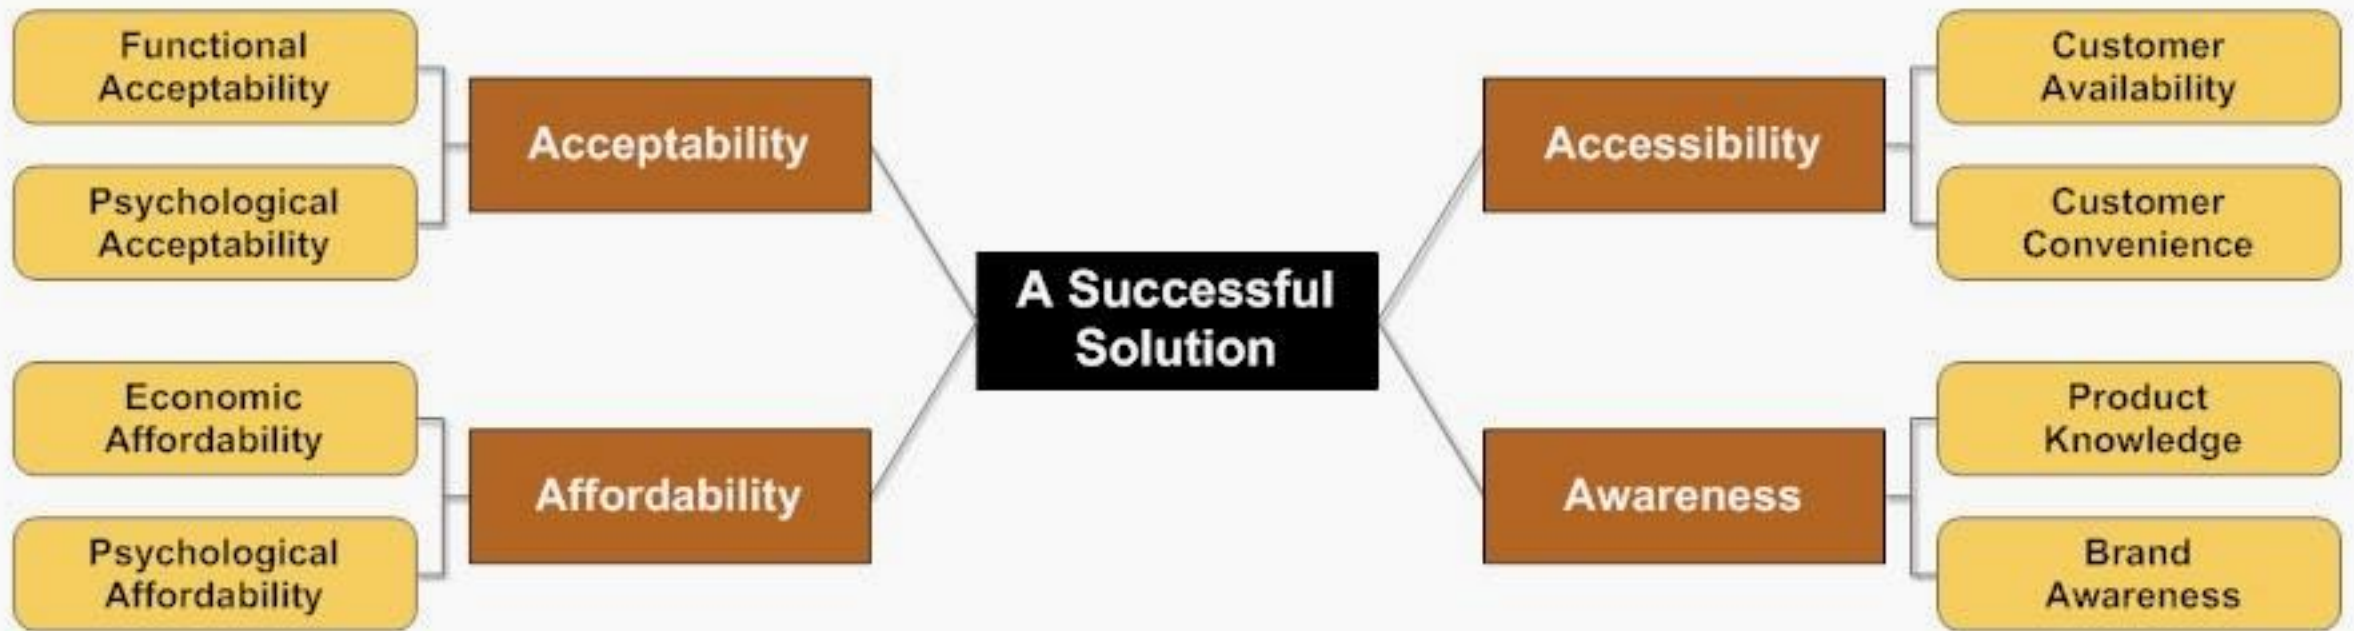 Functional
Acceptability
Psychological
Acceptability
Acceptability
Economic
Affordability
Psychological
Affordability
Affordability
A Successful
Solution
Accessibility
Customer
Availability
Customer
Convenience
Awareness
Product
Knowledge
Brand
Awareness